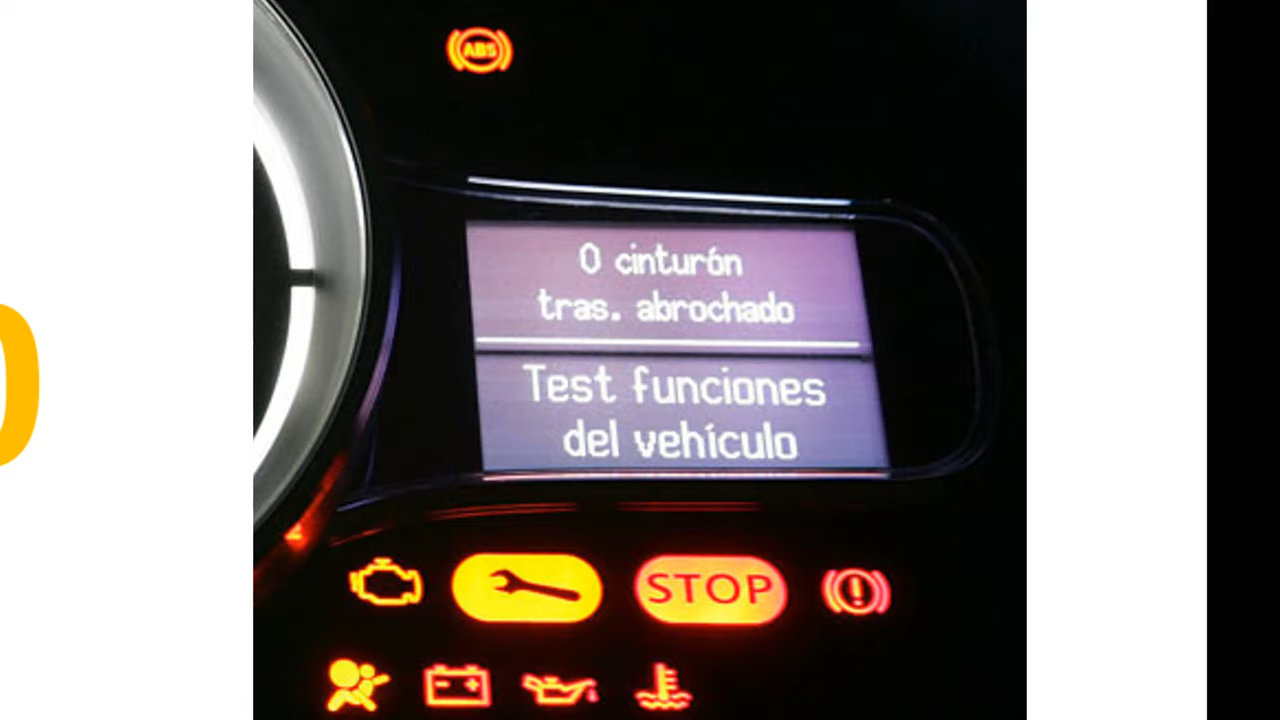 ABS
0 cinturón
tras. abrochado
Test funciones
del vehículo
STOP